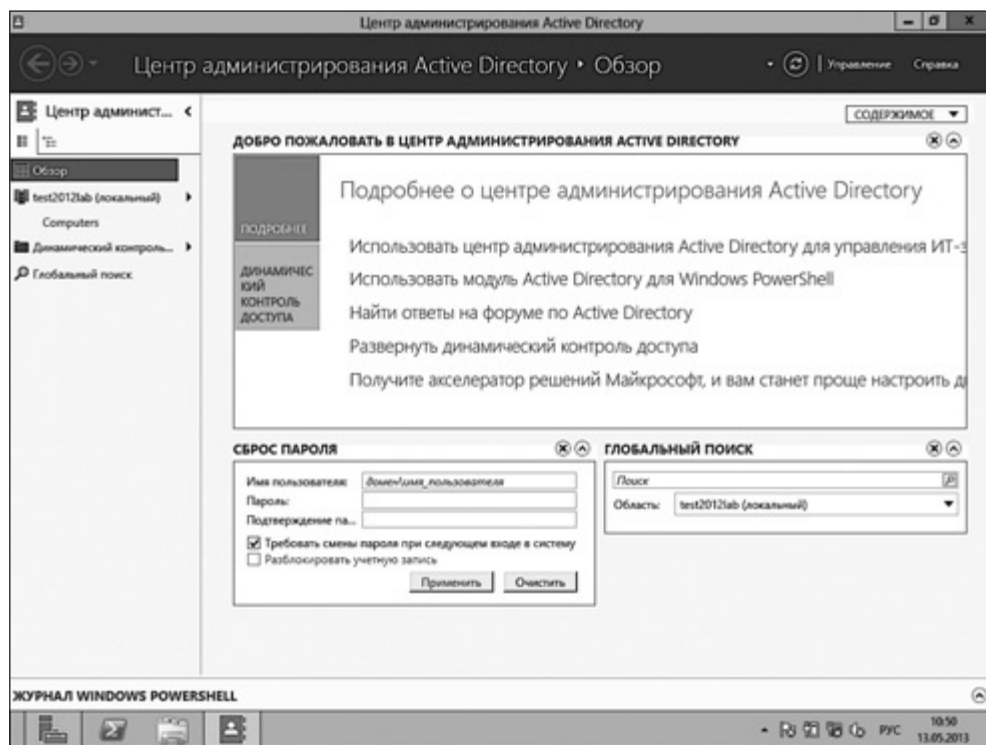 Центр администрирования Active Directory
Центр администрирования Active Directory • Обзор
Управление
Справка
Центр админист...
СОДЕРЖИМОЕ
Обзор
test2012lab (локальный)
Computers
Динамический контроль...
Глобальный поиск
ДОБРО ПОЖАЛОВАТЬ В ЦЕНТР АДМИНИСТРИРОВАНИЯ ACTIVE DIRECTORY
ПОДРОБНЕЕ
ДИНАМИЧЕС
КИЙ
КОНТРОЛЬ
ДОСТУПА
Подробнее о центре администрирования Active Directory
Использовать центр администрирования Active Directory для управления ИТ-з
Использовать модуль Active Directory для Windows PowerShell
Найти ответы на форуме по Active Directory
Развернуть динамический контроль доступа
Получите акселератор решений Майкрософт, и вам станет проще настроить д
СБРОС ПАРОЛЯ
Имя пользователя: домен\имя_пользователя
Пароль:
Подтверждение па...
Требовать смены пароля при следующем входе в систему
Разблокировать учетную запись
Применить
Очистить
ГЛОБАЛЬНЫЙ ПОИСК
Поиск
Область: test2012lab (локальный)
ЖУРНАЛ WINDOWS POWERSHELL
РУС
10:50
13.05.2013